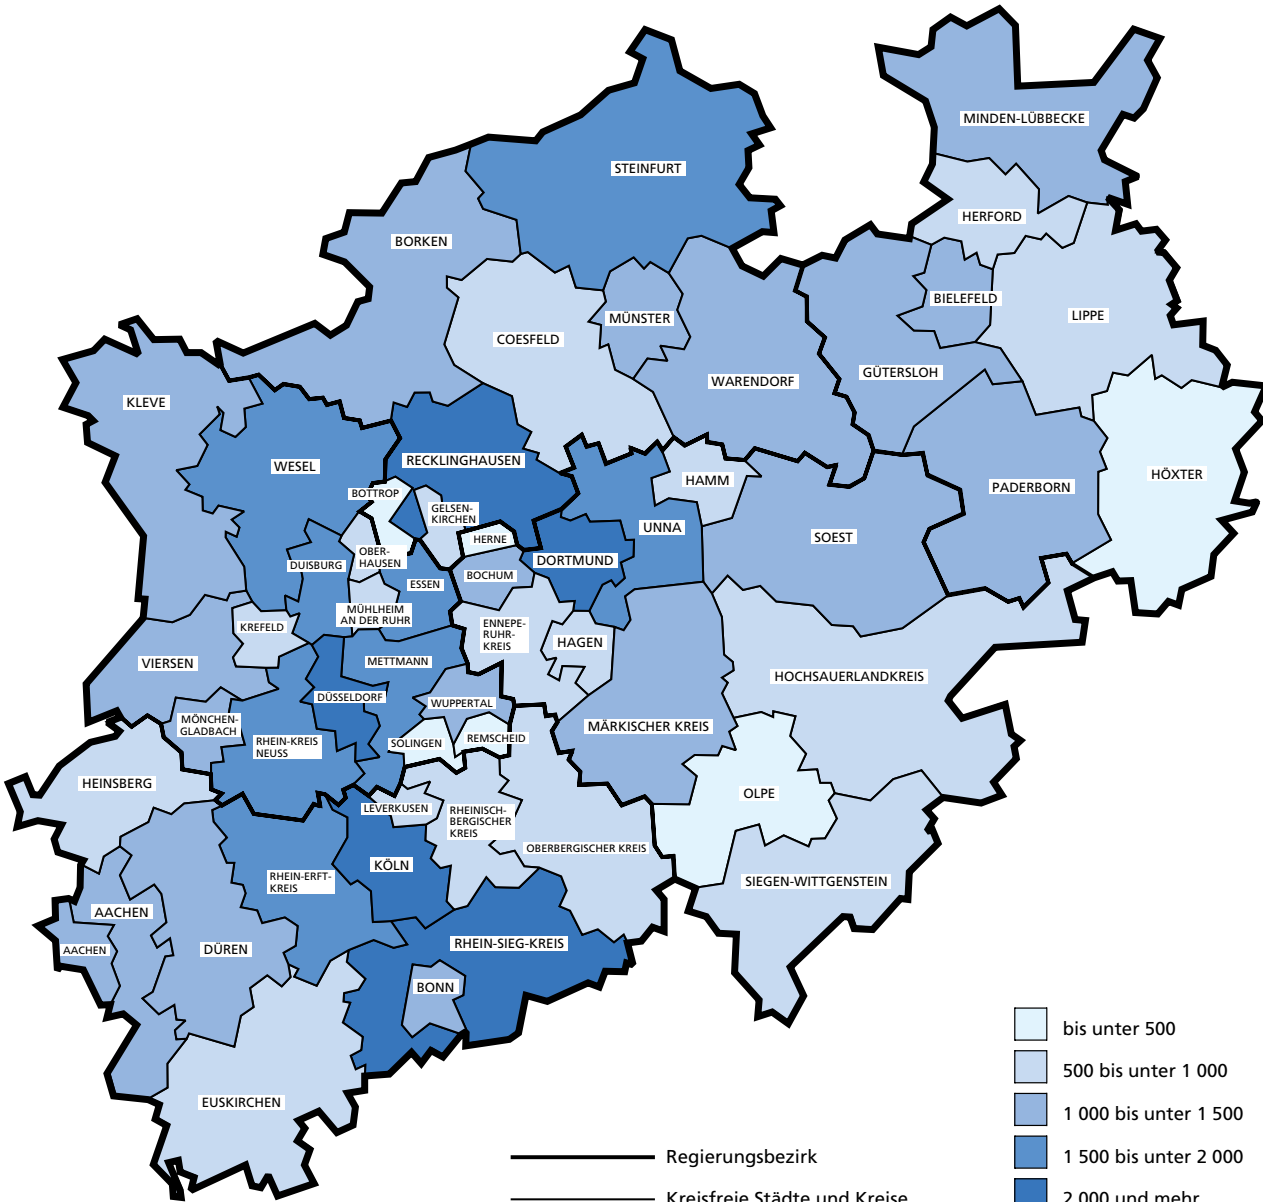 MINDEN-LÜBBECKE
STEINFURT
HERFORD
BORKEN
BIELEFELD
LIPPE
MÜNSTER
COESFELD
GÜTERSLOH
WARENDORF
KLEVE
RECKLINGHAUSEN
WESEL
HÖXTER
HAMM
PADERBORN
BOTTROP
GELSEN-
KIRCHEN
UNNA
SOEST
HERNE
OBER-
HAUSEN
DORTMUND
DUISBURG
BOCHUM
ESSEN
MÜHLHEIM
AN DER RUHR
KREFELD
ENNEPE-
RUHR-
KREIS
HAGEN
VIERSEN
METTMANN
HOCHSAUERLANDKREIS
DÜSSELDORF
WUPPERTAL
MÖNCHEN-
GLADBACH
MÄRKISCHER KREIS
RHEIN-KREIS
NEUSS
SOLINGEN
REMSCHEID
HEINSBERG
OLPE
LEVERKUSEN
RHEINISCH-
BERGISCHER
KREIS
OBERBERGISCHER KREIS
KÖLN
RHEIN-ERFT-
KREIS
SIEGEN-WITTGENSTEIN
AACHEN
AACHEN
DÜREN
RHEIN-SIEG-KREIS
BONN
EUSKIRCHEN
bis unter 500
500 bis unter 1 000
1 000 bis unter 1 500
1 500 bis unter 2 000
2 000 und mehr
Regierungsbezirk
Kreisfreie Städte und Kreise